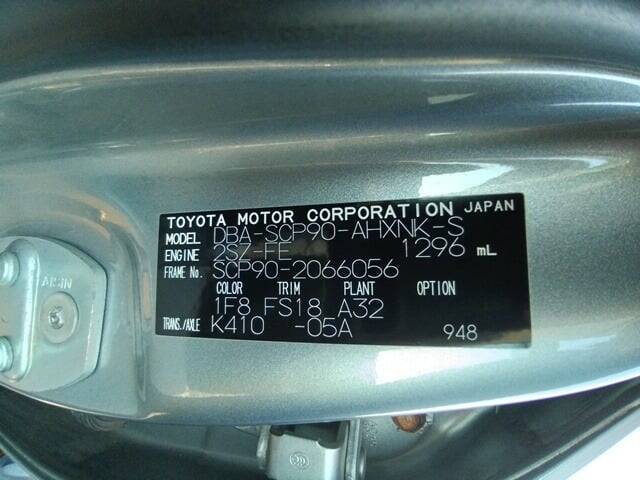 TOYOTA MOTOR CORPORATION JAPAN
MODEL DBA-SCP90-AHXNK-S
ENGINE 2SZ-FE 1296 mL
FRAME No. SCP90-2066056
COLOR TRIM PLANT OPTION
1F8 FS18 A32
TRANS./AXLE K410 -05A 948
AISIN